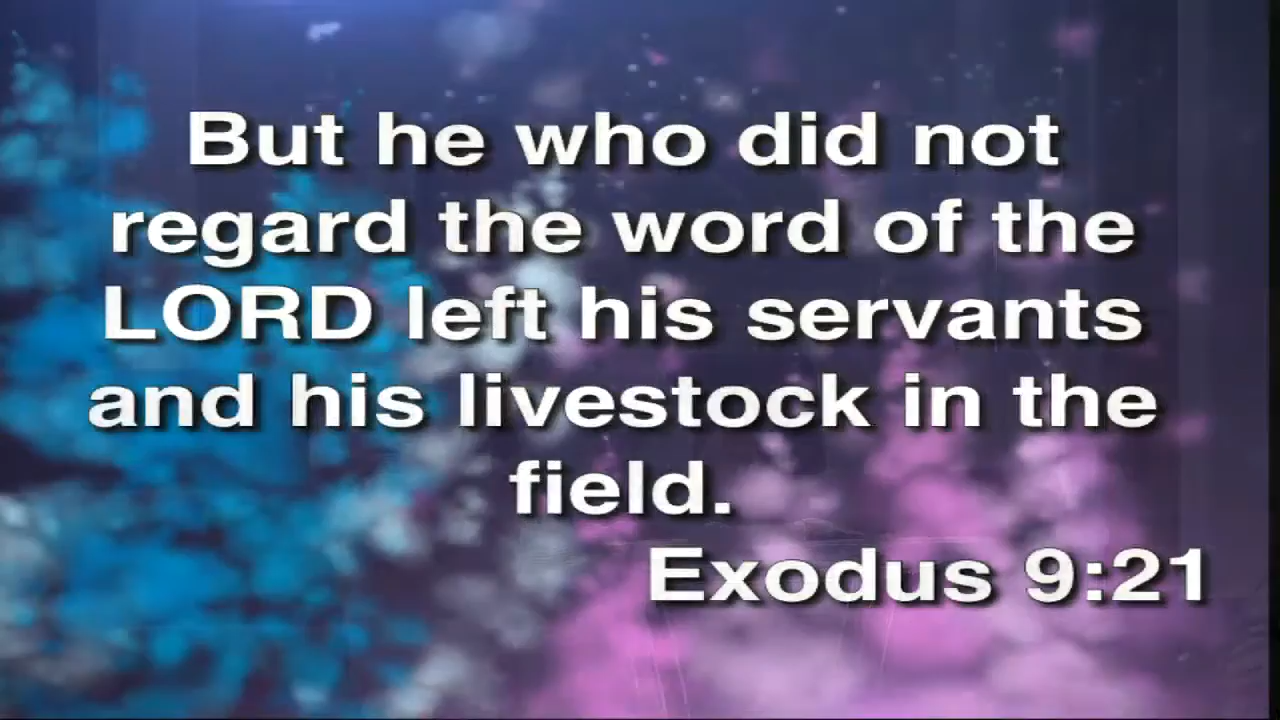 But he who did not
regard the word of the
LORD left his servants
and his livestock in the
field.
Exodus 9:21